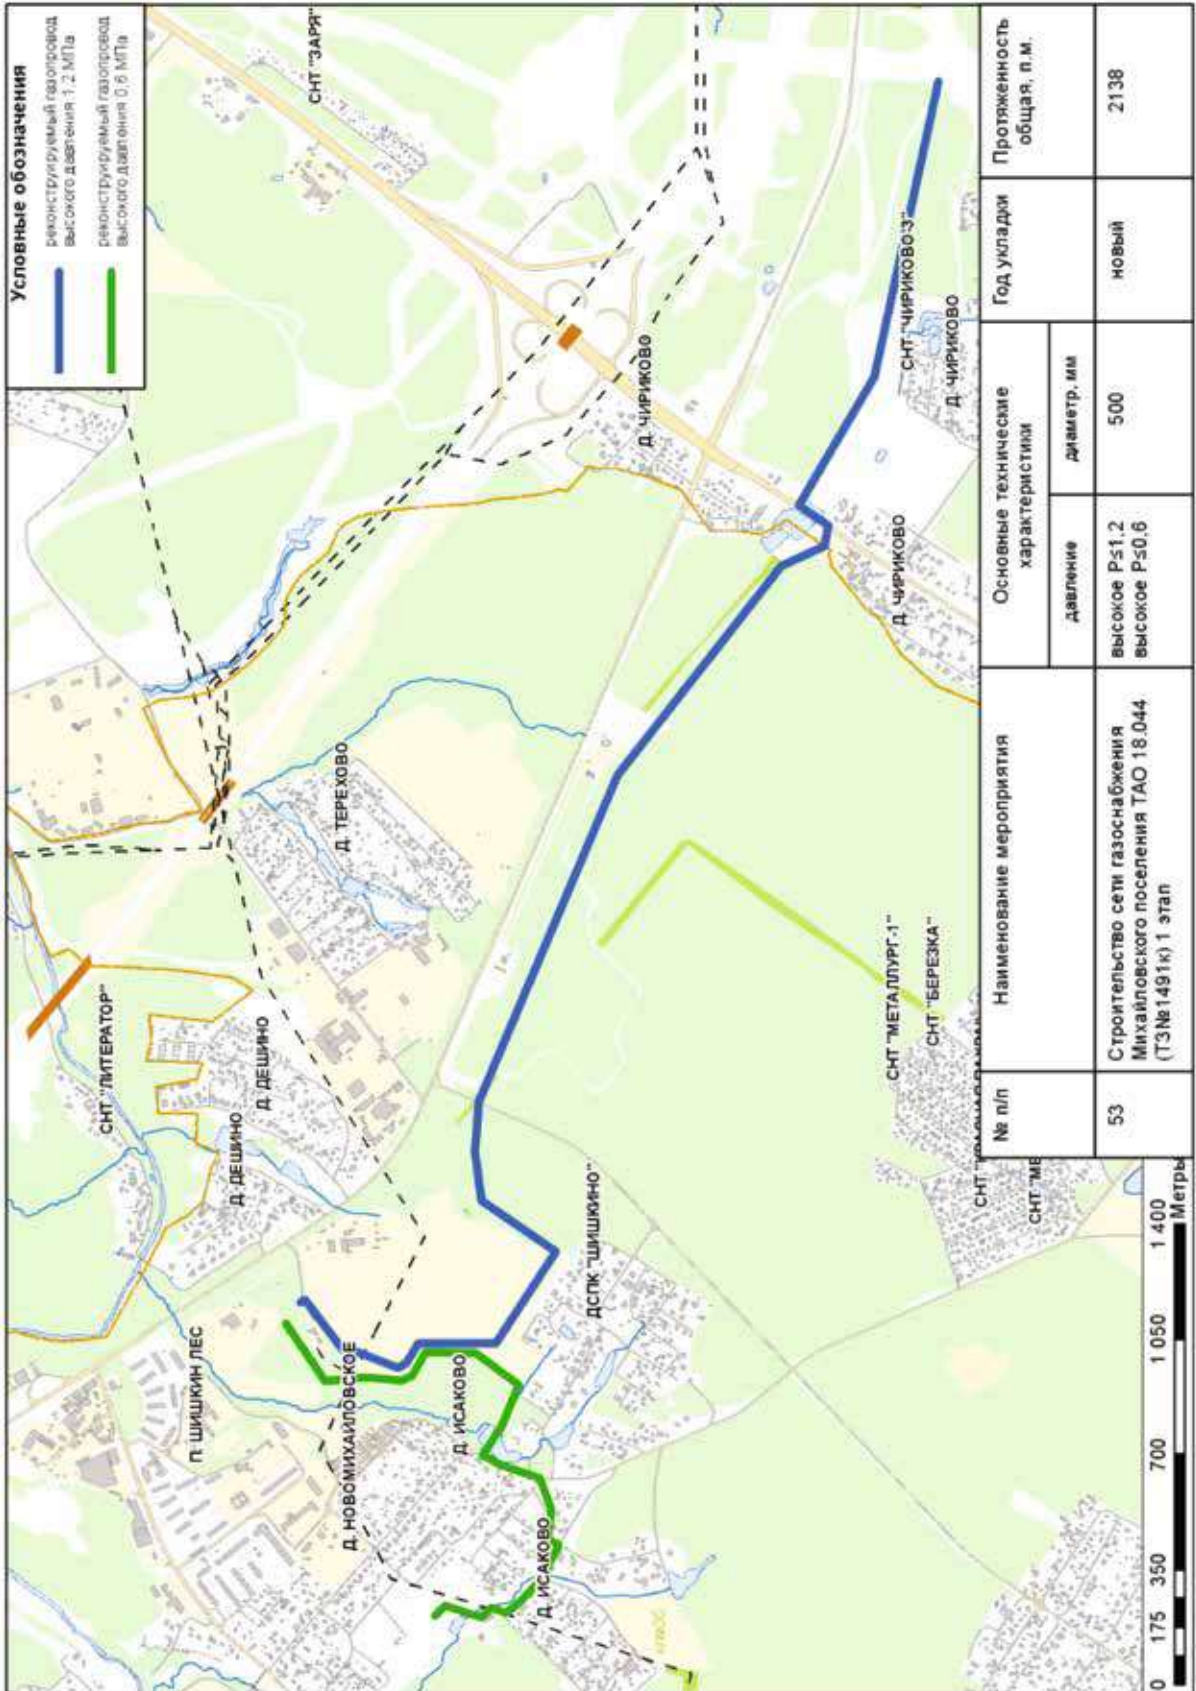 Условные обозначения
реконструируемый газопровод
высокого давления 1,2 МПа
реконструируемый газопровод
высокого давления 0,6 МПа
СНТ "ЗАРЯ"
СНТ "ЛИТЕРАТОР"
Д. ДЕШИНО
Д. ДЕШИНО
П. ШИШКИН ЛЕС
Д. ТЕРЕХОВО
Д. ЧИРИКОВО
Д. НОВОМИХАЙЛОВСКОЕ
Д. ИСАКОВО
Д. ИСАКОВО
ДСПК "ШИШКИНО"
СНТ "ЧИРИКОВО-3"
Д. ЧИРИКОВО
Д. ЧИРИКОВО
СНТ "МЕТАЛЛУРГ-1"
СНТ "БЕРЕЗКА"
СНТ
СНТ "МЕ
0 175 350 700 1 050 1 400
Метры
№ п/п
Наименование мероприятия
Основные технические
характеристики
давление
диаметр, мм
Год укладки
Протяженность
общая, п.м.
53
Строительство сети газоснабжения
Михайловского поселения ТАО 18.044
(ТЗ№1491к) 1 этап
высокое P≤1,2
высокое P≤0,6
500
новый
2138